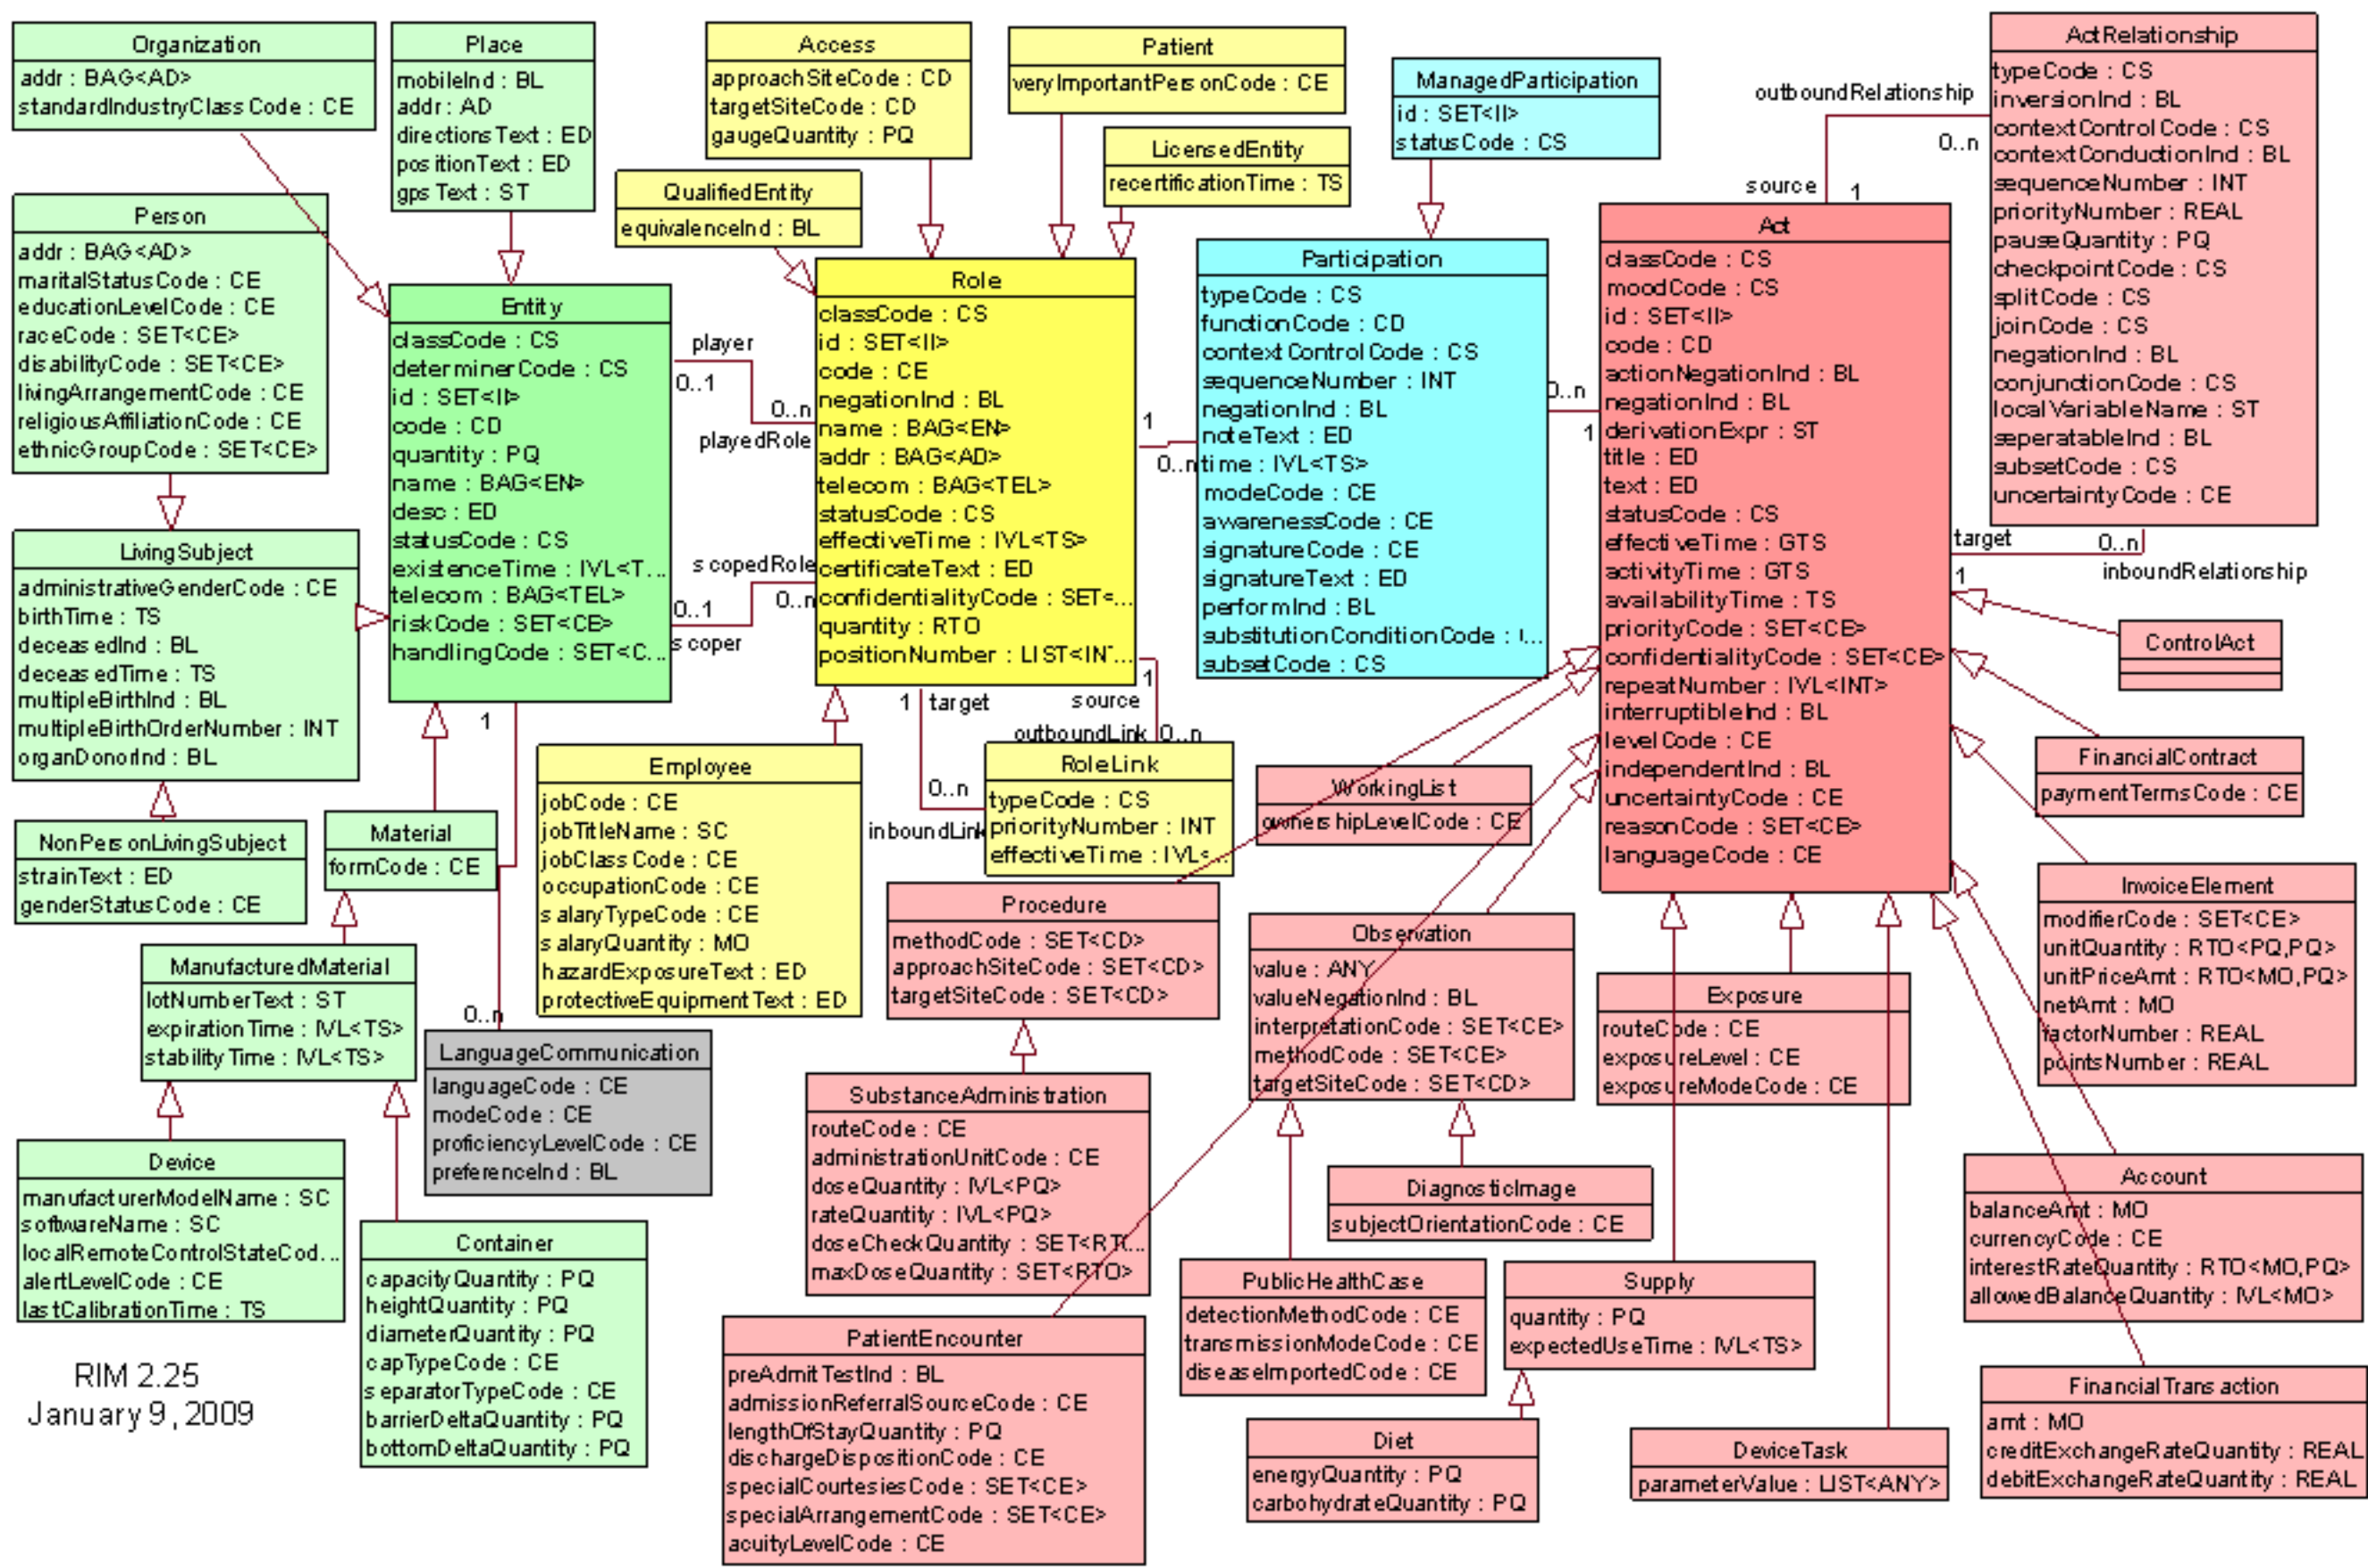 Organization
addr : BAG<AD>
standardIndustryClassCode : CE
Place
mobileInd : BL
addr : AD
directionsText : ED
positionText : ED
gpsText : ST
Access
approachSiteCode : CD
targetSiteCode : CD
gaugeQuantity : PQ
Patient
veryImportantPersonCode : CE
LicensedEntity
recertificationTime : TS
QualifiedEntity
equivalenceInd : BL
ManagedParticipation
id : SET<II>
statusCode : CS
ActRelationship
typeCode : CS
inversionInd : BL
contextControlCode : CS
contextConductionInd : BL
sequenceNumber : INT
priorityNumber : REAL
pauseQuantity : PQ
checkpointCode : CS
splitCode : CS
joinCode : CS
negationInd : BL
conjunctionCode : CS
localVariableName : ST
seperatableInd : BL
subsetCode : CS
uncertaintyCode : CE
outboundRelationship
0..n
source
1
Person
addr : BAG<AD>
maritalStatusCode : CE
educationLevelCode : CE
raceCode : SET<CE>
disabilityCode : SET<CE>
livingArrangementCode : CE
religiousAffiliationCode : CE
ethnicGroupCode : SET<CE>
Entity
classCode : CS
determinerCode : CS
id : SET<II>
code : CD
quantity : PQ
name : BAG<EN>
desc : ED
statusCode : CS
existenceTime : IVL<T...
telecom : BAG<TEL>
riskCode : SET<CE>
handlingCode : SET<C...
player
0..1
0..n
playedRole
scopedRole
0..1
0..n
scoper
Role
classCode : CS
id : SET<II>
code : CE
negationInd : BL
name : BAG<EN>
addr : BAG<AD>
telecom : BAG<TEL>
statusCode : CS
effectiveTime : IVL<TS>
certificateText : ED
confidentialityCode : SET<...
quantity : RTO
positionNumber : LIST<INT...
1
0..n
Participation
typeCode : CS
functionCode : CD
contextControlCode : CS
sequenceNumber : INT
negationInd : BL
noteText : ED
time : IVL<TS>
modeCode : CE
awarenessCode : CE
signatureCode : CE
signatureText : ED
performInd : BL
substitutionConditionCode : (...
subsetCode : CS
0..n
1
Act
classCode : CS
moodCode : CS
id : SET<II>
code : CD
actionNegationInd : BL
negationInd : BL
derivationExpr : ST
title : ED
text : ED
statusCode : CS
effectiveTime : GTS
activityTime : GTS
availabilityTime : TS
priorityCode : SET<CE>
confidentialityCode : SET<CE>
repeatNumber : IVL<INT>
interruptibleInd : BL
levelCode : CE
independentInd : BL
uncertaintyCode : CE
reasonCode : SET<CE>
languageCode : CE
target
0..n
1
inboundRelationship
ControlAct
FinancialContract
paymentTermsCode : CE
LivingSubject
administrativeGenderCode : CE
birthTime : TS
deceasedInd : BL
deceasedTime : TS
multipleBirthInd : BL
multipleBirthOrderNumber : INT
organDonorInd : BL
1
1
target
1
source
outboundLink
0..n
0..n
inboundLink
RoleLink
typeCode : CS
priorityNumber : INT
effectiveTime : IVL<...
Employee
jobCode : CE
jobTitleName : SC
jobClassCode : CE
occupationCode : CE
salaryTypeCode : CE
salaryQuantity : MO
hazardExposureText : ED
protectiveEquipmentText : ED
WorkingList
ownershipLevelCode : CE
NonPersonLivingSubject
strainText : ED
genderStatusCode : CE
Material
formCode : CE
Procedure
methodCode : SET<CD>
approachSiteCode : SET<CD>
targetSiteCode : SET<CD>
Observation
value : ANY
valueNegationInd : BL
interpretationCode : SET<CE>
methodCode : SET<CE>
targetSiteCode : SET<CD>
InvoiceElement
modifierCode : SET<CE>
unitQuantity : RTO<PQ,PQ>
unitPriceAmt : RTO<MO,PQ>
netAmt : MO
factorNumber : REAL
pointsNumber : REAL
ManufacturedMaterial
lotNumberText : ST
expirationTime : IVL<TS>
stabilityTime : IVL<TS>
0..n
LanguageCommunication
languageCode : CE
modeCode : CE
proficiencyLevelCode : CE
preferenceInd : BL
Exposure
routeCode : CE
exposureLevel : CE
exposureModeCode : CE
SubstanceAdministration
routeCode : CE
administrationUnitCode : CE
doseQuantity : IVL<PQ>
rateQuantity : IVL<PQ>
doseCheckQuantity : SET<RT(...
maxDoseQuantity : SET<RTO>
Device
manufacturerModelName : SC
softwareName : SC
localRemoteControlStateCod...
alertLevelCode : CE
lastCalibrationTime : TS
Container
capacityQuantity : PQ
heightQuantity : PQ
diameterQuantity : PQ
capTypeCode : CE
separatorTypeCode : CE
barrierDeltaQuantity : PQ
bottomDeltaQuantity : PQ
DiagnosticImage
subjectOrientationCode : CE
Account
balanceAmt : MO
currencyCode : CE
interestRateQuantity : RTO<MO,PQ>
allowedBalanceQuantity : IVL<MO>
PublicHealthCase
detectionMethodCode : CE
transmissionModeCode : CE
diseaseImportedCode : CE
Supply
quantity : PQ
expectedUseTime : IVL<TS>
PatientEncounter
preAdmitTestInd : BL
admissionReferralSourceCode : CE
lengthOfStayQuantity : PQ
dischargeDispositionCode : CE
specialCourtesiesCode : SET<CE>
specialArrangementCode : SET<CE>
acuityLevelCode : CE
RIM 2.25
January 9, 2009
Diet
energyQuantity : PQ
carbohydrateQuantity : PQ
DeviceTask
parameterValue : LIST<ANY>
FinancialTransaction
amt : MO
creditExchangeRateQuantity : REAL
debitExchangeRateQuantity : REAL